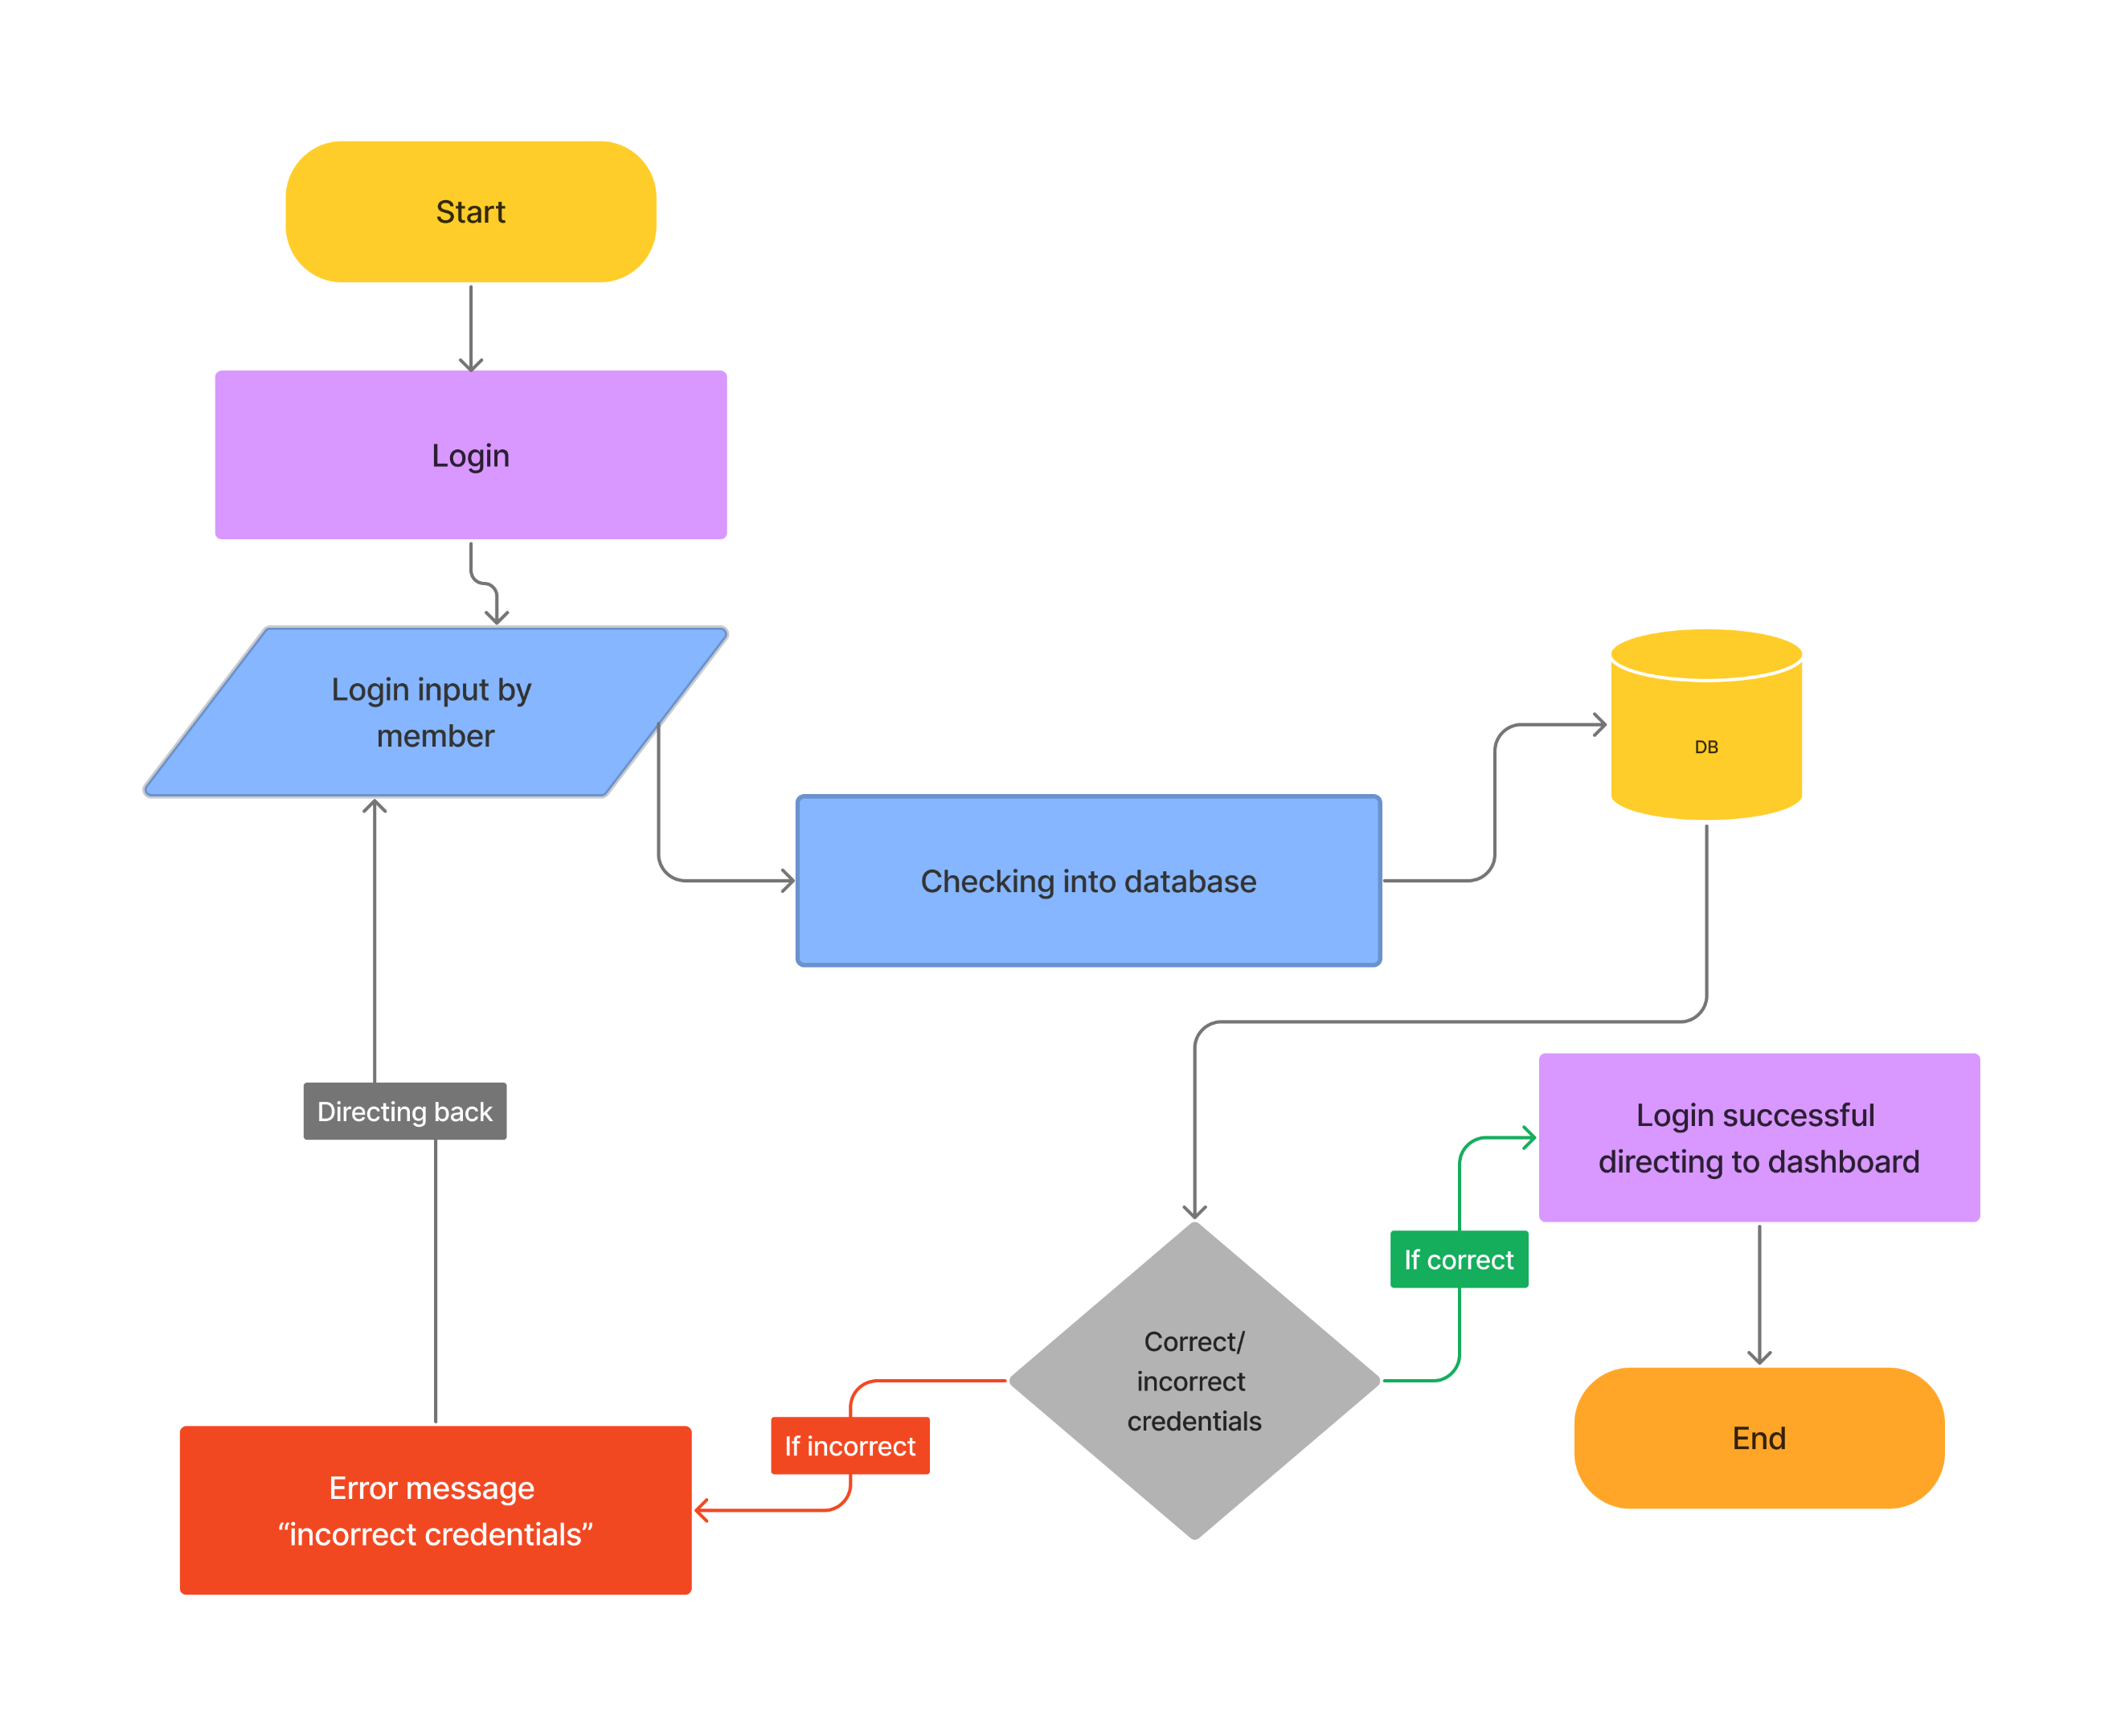 Start
Login
Login input by
member
DB
Checking into database
Directing back
Login successful
directing to dashboard
If correct
Correct/
incorrect
credentials
If incorrect
End
Error message
“incorrect credentials”